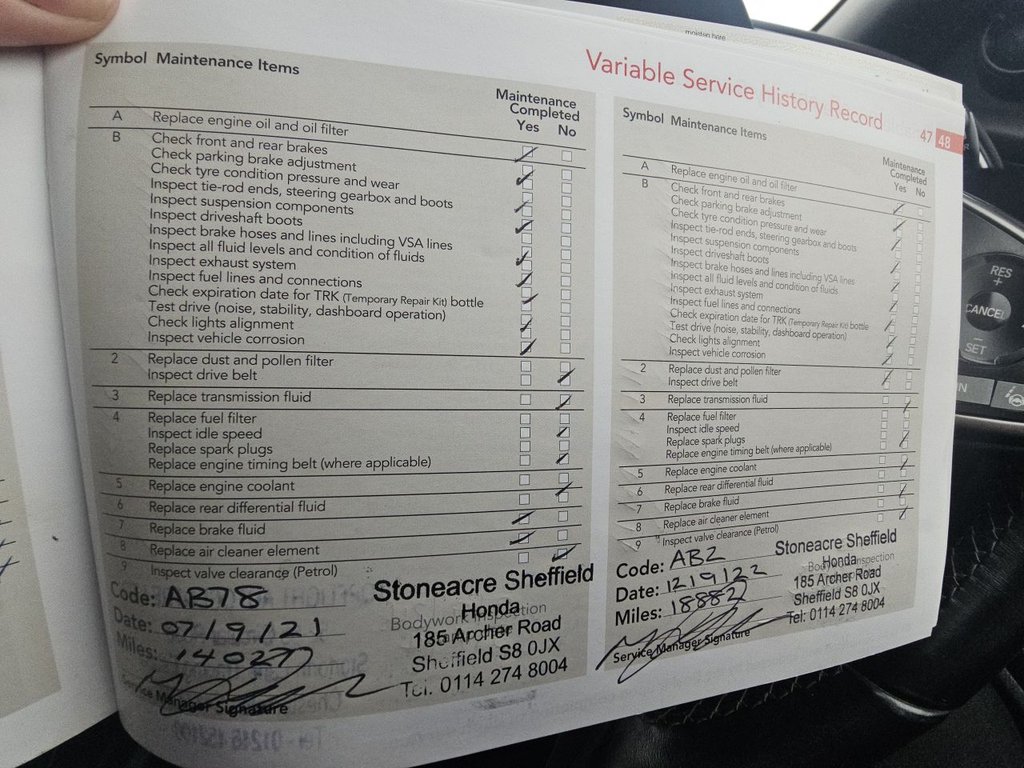 moisten here
Variable Service History Record
47 48
Symbol Maintenance Items
Maintenance
Completed
Yes No
A Replace engine oil and oil filter
B Check front and rear brakes
Check parking brake adjustment
Check tyre condition pressure and wear
Inspect tie-rod ends, steering gearbox and boots
Inspect suspension components
Inspect driveshaft boots
Inspect brake hoses and lines including VSA lines
Inspect all fluid levels and condition of fluids
Inspect exhaust system
Inspect fuel lines and connections
Check expiration date for TRK (Temporary Repair Kit) bottle
Test drive (noise, stability, dashboard operation)
Check lights alignment
Inspect vehicle corrosion
2 Replace dust and pollen filter
Inspect drive belt
3 Replace transmission fluid
4 Replace fuel filter
Inspect idle speed
Replace spark plugs
Replace engine timing belt (where applicable)
5 Replace engine coolant
6 Replace rear differential fluid
7 Replace brake fluid
8 Replace air cleaner element
9 Inspect valve clearance (Petrol)
Code: AB78
Date: 07/9/21
Miles: 14027
Service Manager Signature
Bodywork Inspection
Stoneacre Sheffield
Honda
185 Archer Road
Sheffield S8 0JX
Tel: 0114 274 8004
Symbol Maintenance Items
Maintenance
Completed
Yes No
A Replace engine oil and oil filter
B Check front and rear brakes
Check parking brake adjustment
Check tyre condition pressure and wear
Inspect tie-rod ends, steering gearbox and boots
Inspect suspension components
Inspect driveshaft boots
Inspect brake hoses and lines including VSA lines
Inspect all fluid levels and condition of fluids
Inspect exhaust system
Inspect fuel lines and connections
Check expiration date for TRK (Temporary Repair Kit) bottle
Test drive (noise, stability, dashboard operation)
Check lights alignment
Inspect vehicle corrosion
2 Replace dust and pollen filter
Inspect drive belt
3 Replace transmission fluid
4 Replace fuel filter
Inspect idle speed
Replace spark plugs
Replace engine timing belt (where applicable)
5 Replace engine coolant
6 Replace rear differential fluid
7 Replace brake fluid
8 Replace air cleaner element
9 Inspect valve clearance (Petrol)
Code: AB2
Date: 12/9/22
Miles: 18882
Service Manager Signature
Bodywork Inspection
Stoneacre Sheffield
Honda
185 Archer Road
Sheffield S8 0JX
Tel: 0114 274 8004
RES
+
CANCEL
−
SET